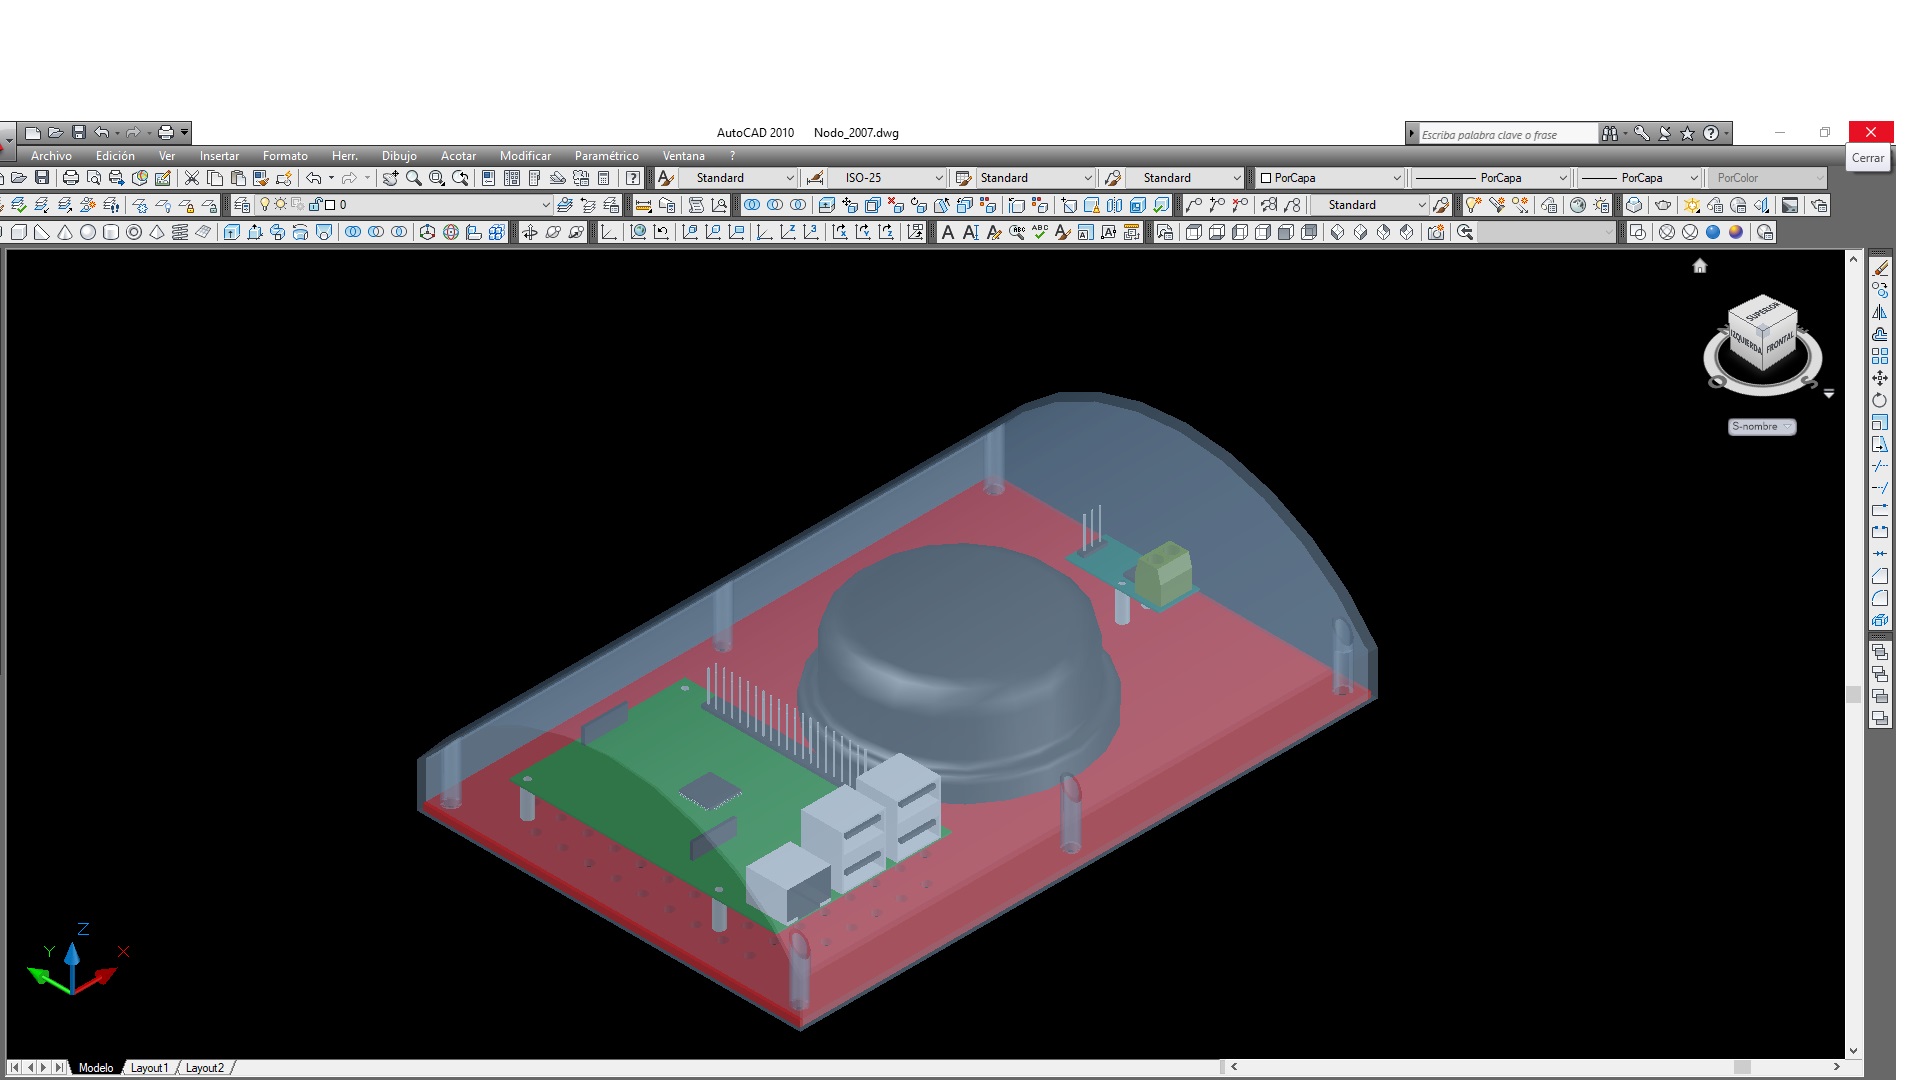 AutoCAD 2010 Nodo_2007.dwg
Escriba palabra clave o frase
Archivo Edición Ver Insertar Formato Herr. Dibujo Acotar Modificar Paramétrico Ventana ?
Cerrar
Standard ISO-25 Standard Standard PorCapa PorCapa PorCapa PorColor
0 Standard
SUPERIOR
IZQUIERDA FRONTAL
O S
S-nombre
Z
Y X
Modelo Layout1 Layout2